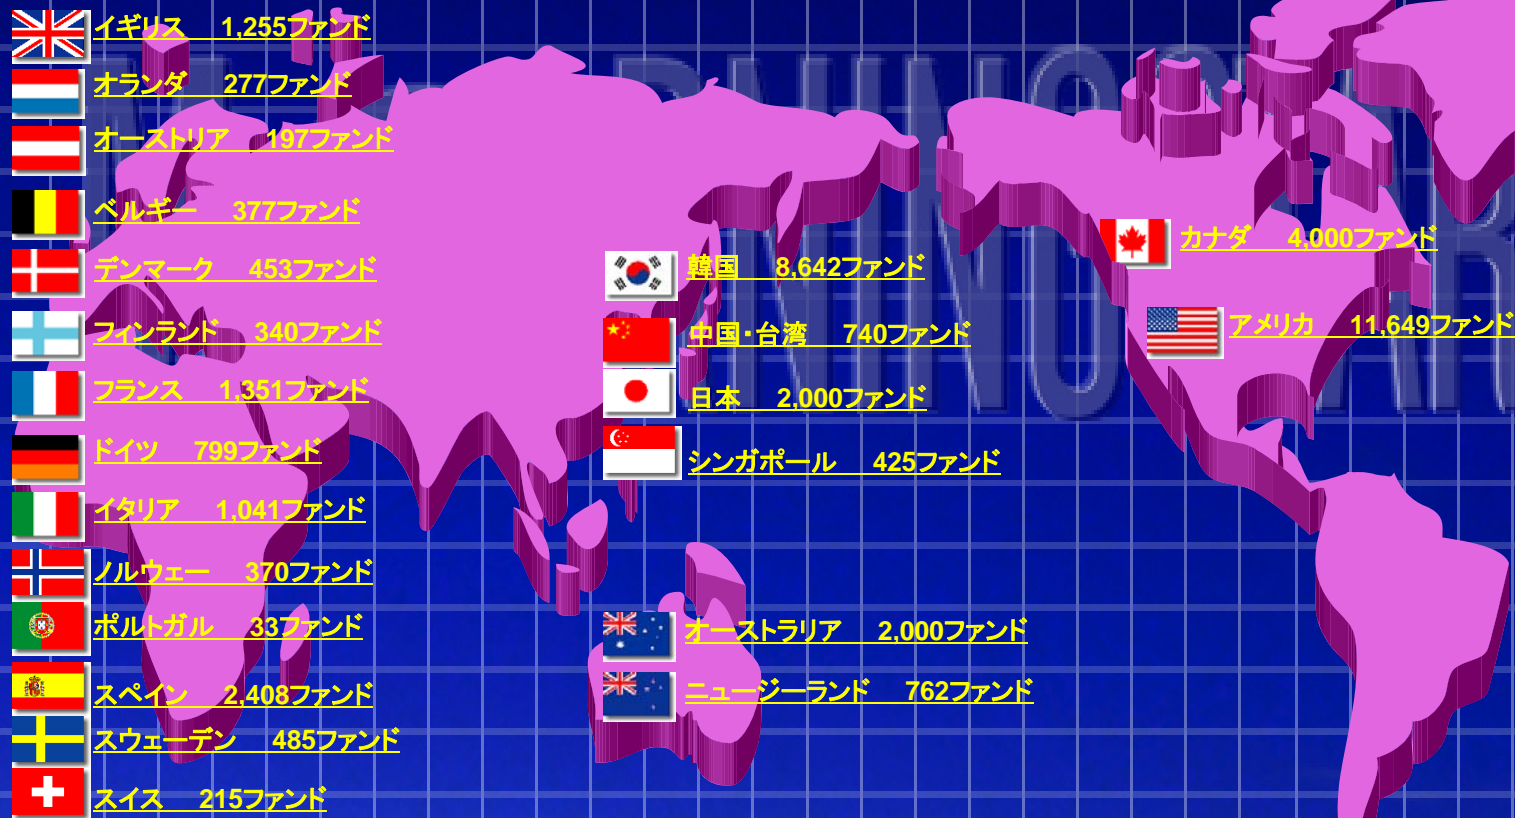 イギリス 1,255ファンド
オランダ 277ファンド
オーストリア 197ファンド
ベルギー 377ファンド
デンマーク 453ファンド
フィンランド 340ファンド
フランス 1,351ファンド
ドイツ 799ファンド
イタリア 1,041ファンド
ノルウェー 370ファンド
ポルトガル 33ファンド
スペイン 2,408ファンド
スウェーデン 485ファンド
スイス 215ファンド
韓国 8,642ファンド
中国・台湾 740ファンド
日本 2,000ファンド
シンガポール 425ファンド
オーストラリア 2,000ファンド
ニュージーランド 762ファンド
カナダ 4,000ファンド
アメリカ 11,649ファンド